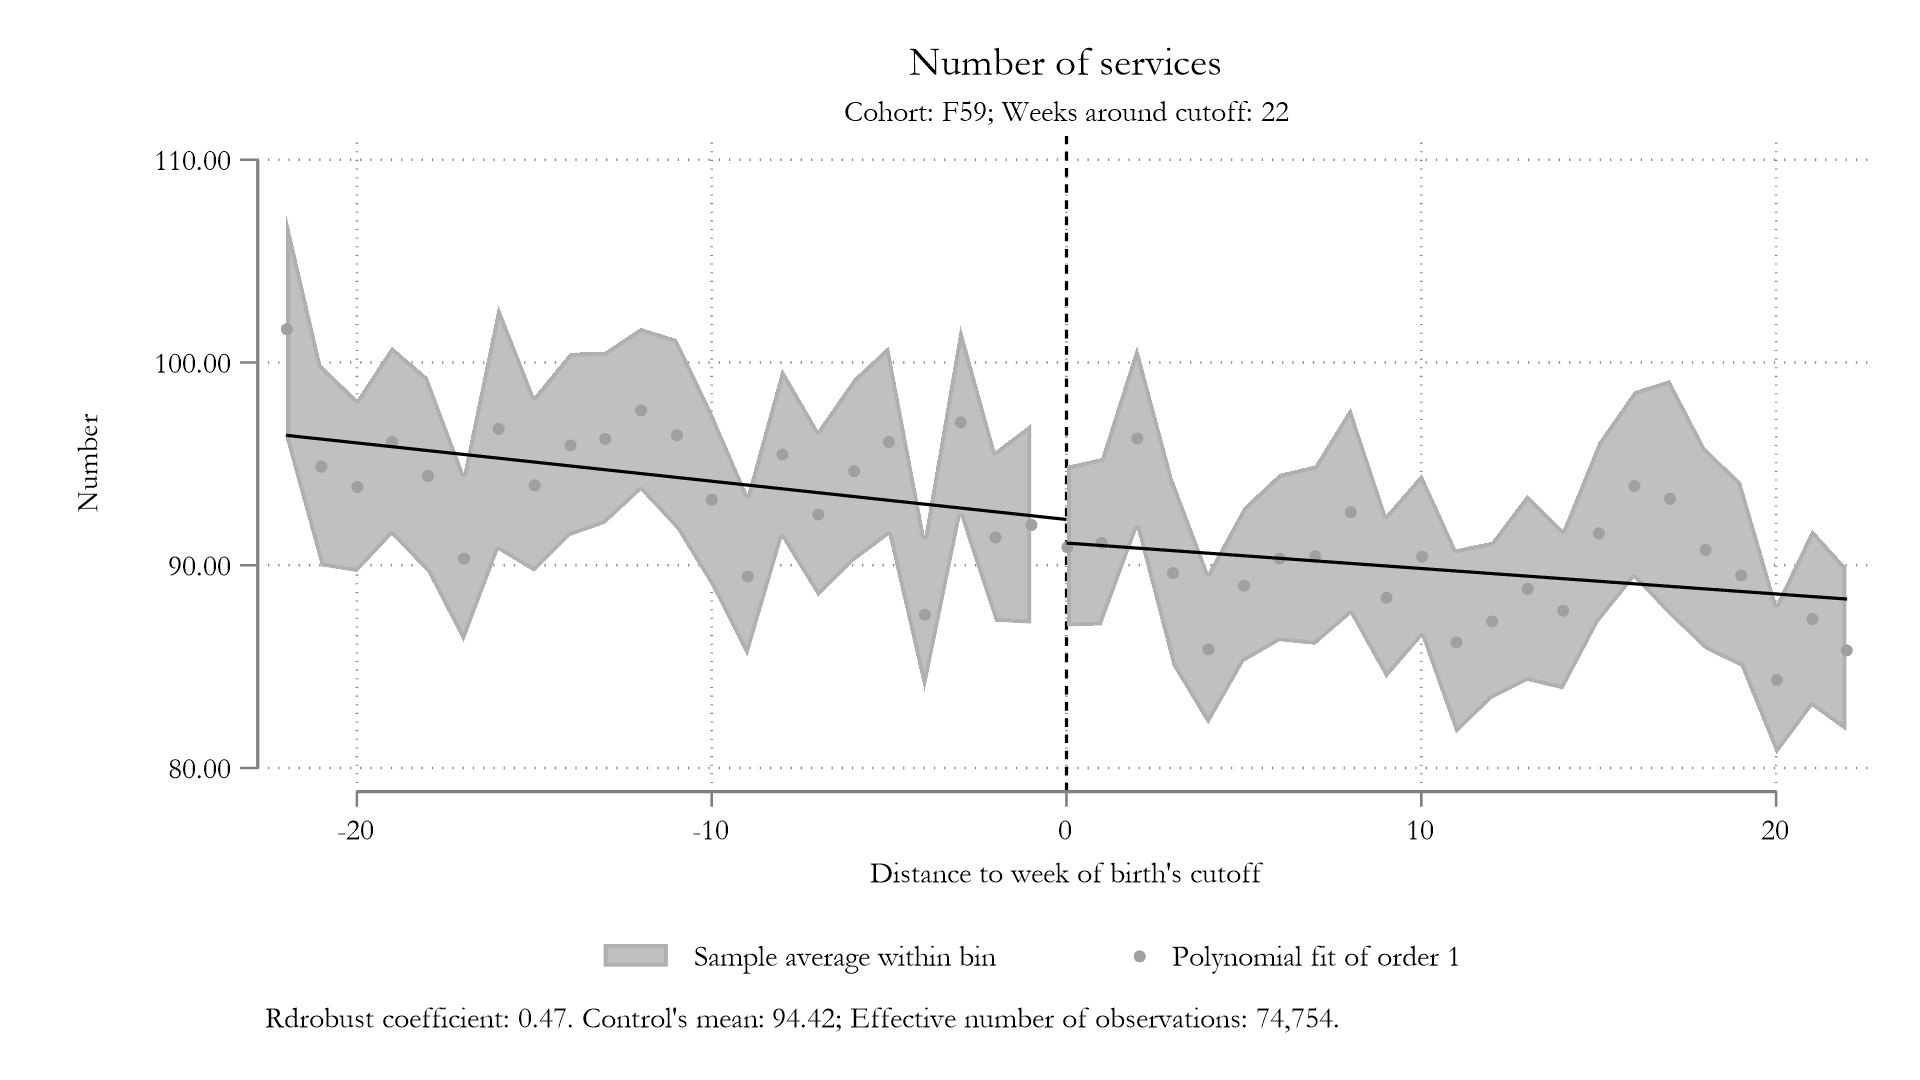 Number of services
Cohort: F59; Weeks around cutoff: 22
110.00
100.00
90.00
80.00
Number
-20
-10
0
10
20
Distance to week of birth's cutoff
Sample average within bin
Polynomial fit of order 1
Rdrobust coefficient: 0.47. Control's mean: 94.42; Effective number of observations: 74,754.